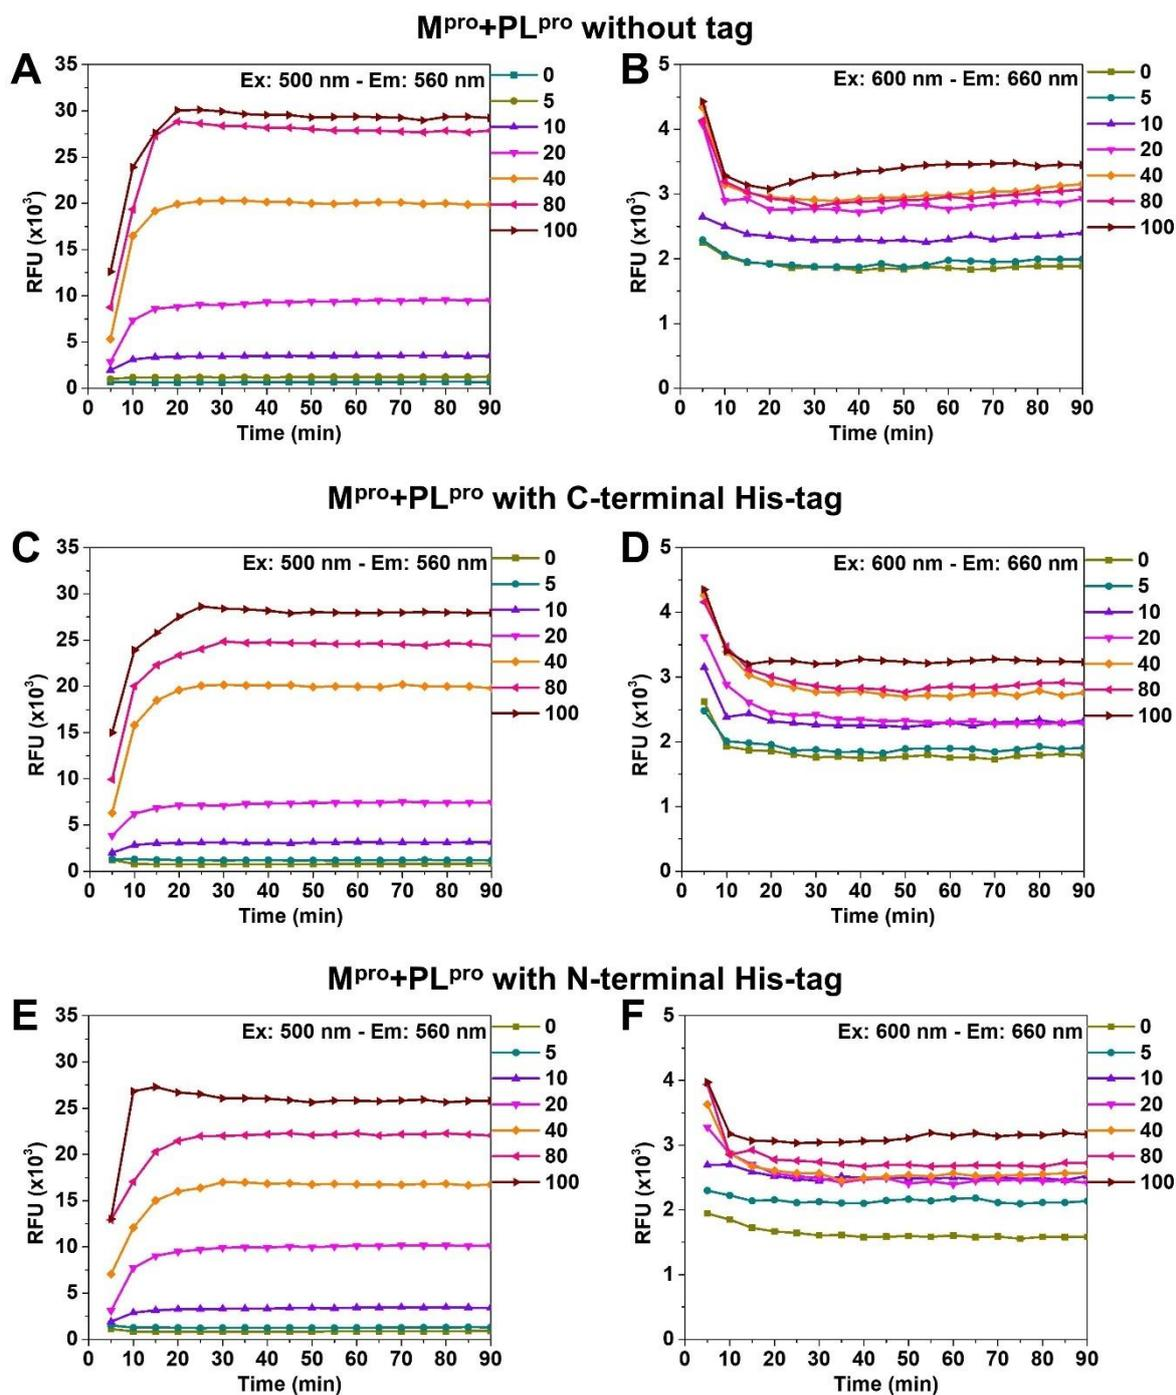 Mᵖʳᵒ+PLᵖʳᵒ without tag
A
Ex: 500 nm - Em: 560 nm
RFU (x10³)
35
30
25
20
15
10
5
0
0 10 20 30 40 50 60 70 80 90
Time (min)
0
5
10
20
40
80
100
B
Ex: 600 nm - Em: 660 nm
RFU (x10³)
5
4
3
2
1
0
0 10 20 30 40 50 60 70 80 90
Time (min)
0
5
10
20
40
80
100
Mᵖʳᵒ+PLᵖʳᵒ with C-terminal His-tag
C
Ex: 500 nm - Em: 560 nm
RFU (x10³)
35
30
25
20
15
10
5
0
0 10 20 30 40 50 60 70 80 90
Time (min)
0
5
10
20
40
80
100
D
Ex: 600 nm - Em: 660 nm
RFU (x10³)
5
4
3
2
1
0
0 10 20 30 40 50 60 70 80 90
Time (min)
0
5
10
20
40
80
100
Mᵖʳᵒ+PLᵖʳᵒ with N-terminal His-tag
E
Ex: 500 nm - Em: 560 nm
RFU (x10³)
35
30
25
20
15
10
5
0
0 10 20 30 40 50 60 70 80 90
Time (min)
0
5
10
20
40
80
100
F
Ex: 600 nm - Em: 660 nm
RFU (x10³)
5
4
3
2
1
0
0 10 20 30 40 50 60 70 80 90
Time (min)
0
5
10
20
40
80
100